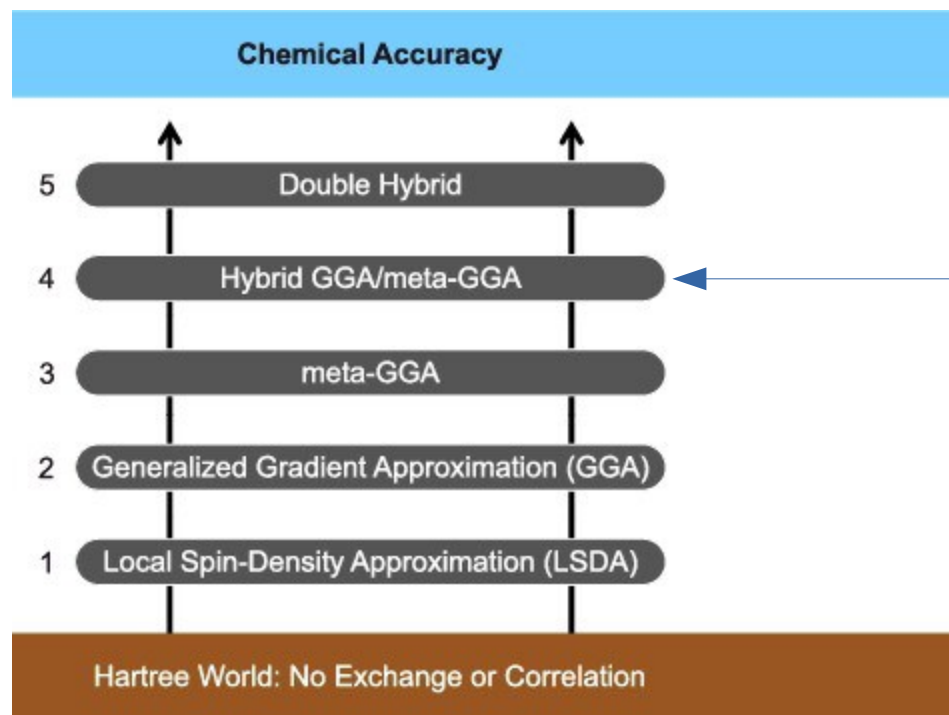 Chemical Accuracy
5 Double Hybrid
4 Hybrid GGA/meta-GGA
3 meta-GGA
2 Generalized Gradient Approximation (GGA)
1 Local Spin-Density Approximation (LSDA)
Hartree World: No Exchange or Correlation